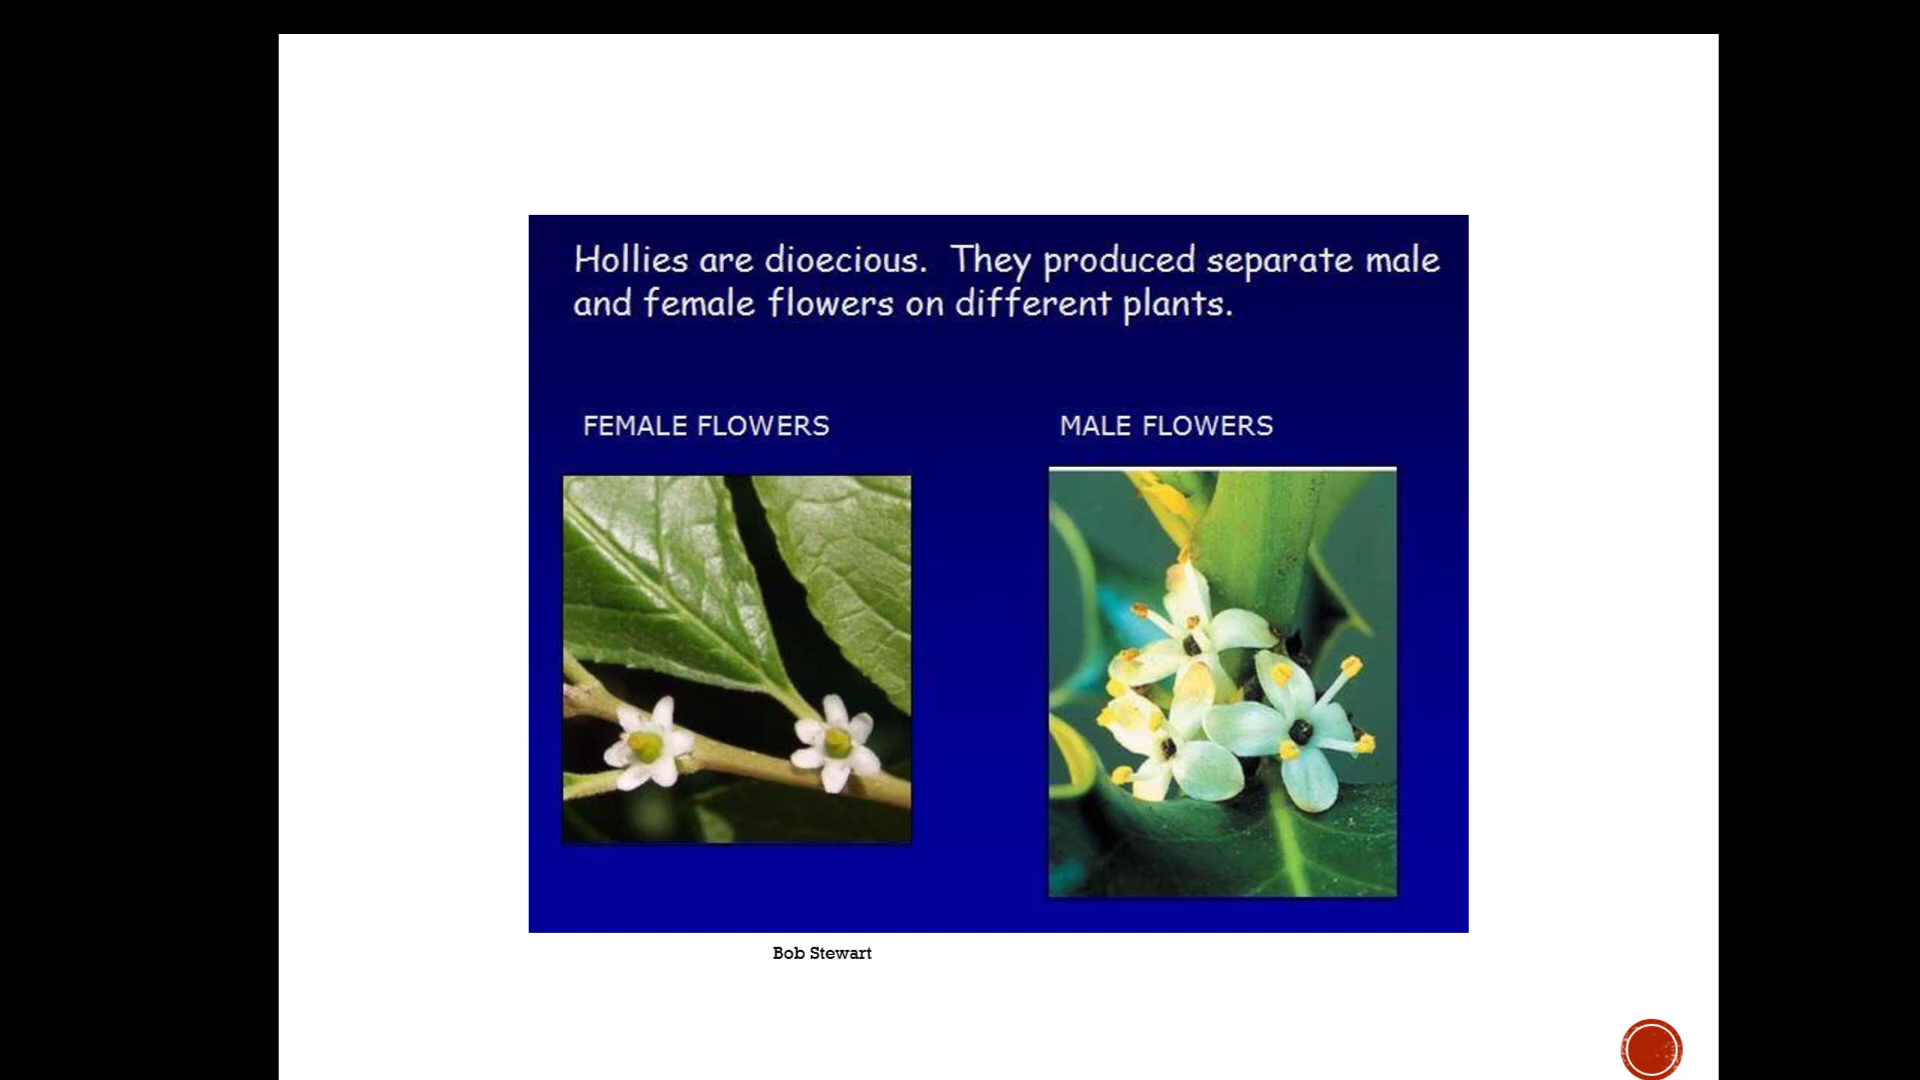 Hollies are dioecious. They produced separate male
and female flowers on different plants.
FEMALE FLOWERS
MALE FLOWERS
Bob Stewart